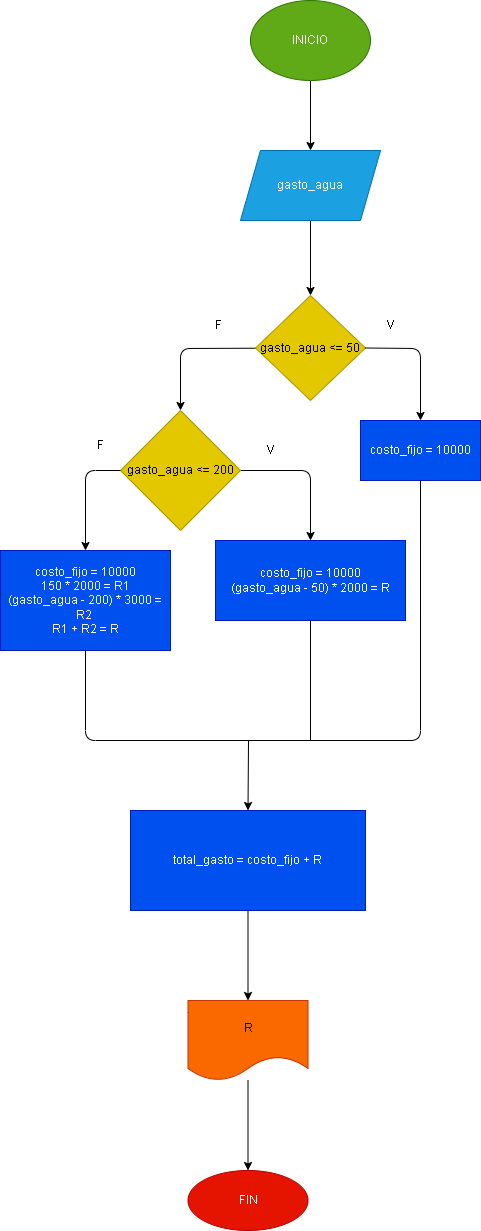 INICIO
gasto_agua
F
V
gasto_agua <= 50
costo_fijo = 10000
F
V
gasto_agua <= 200
costo_fijo = 10000
150 * 2000 = R1
(gasto_agua - 200) * 3000 =
R2
R1 + R2 = R
costo_fijo = 10000
(gasto_agua - 50) * 2000 = R
total_gasto = costo_fijo + R
R
FIN